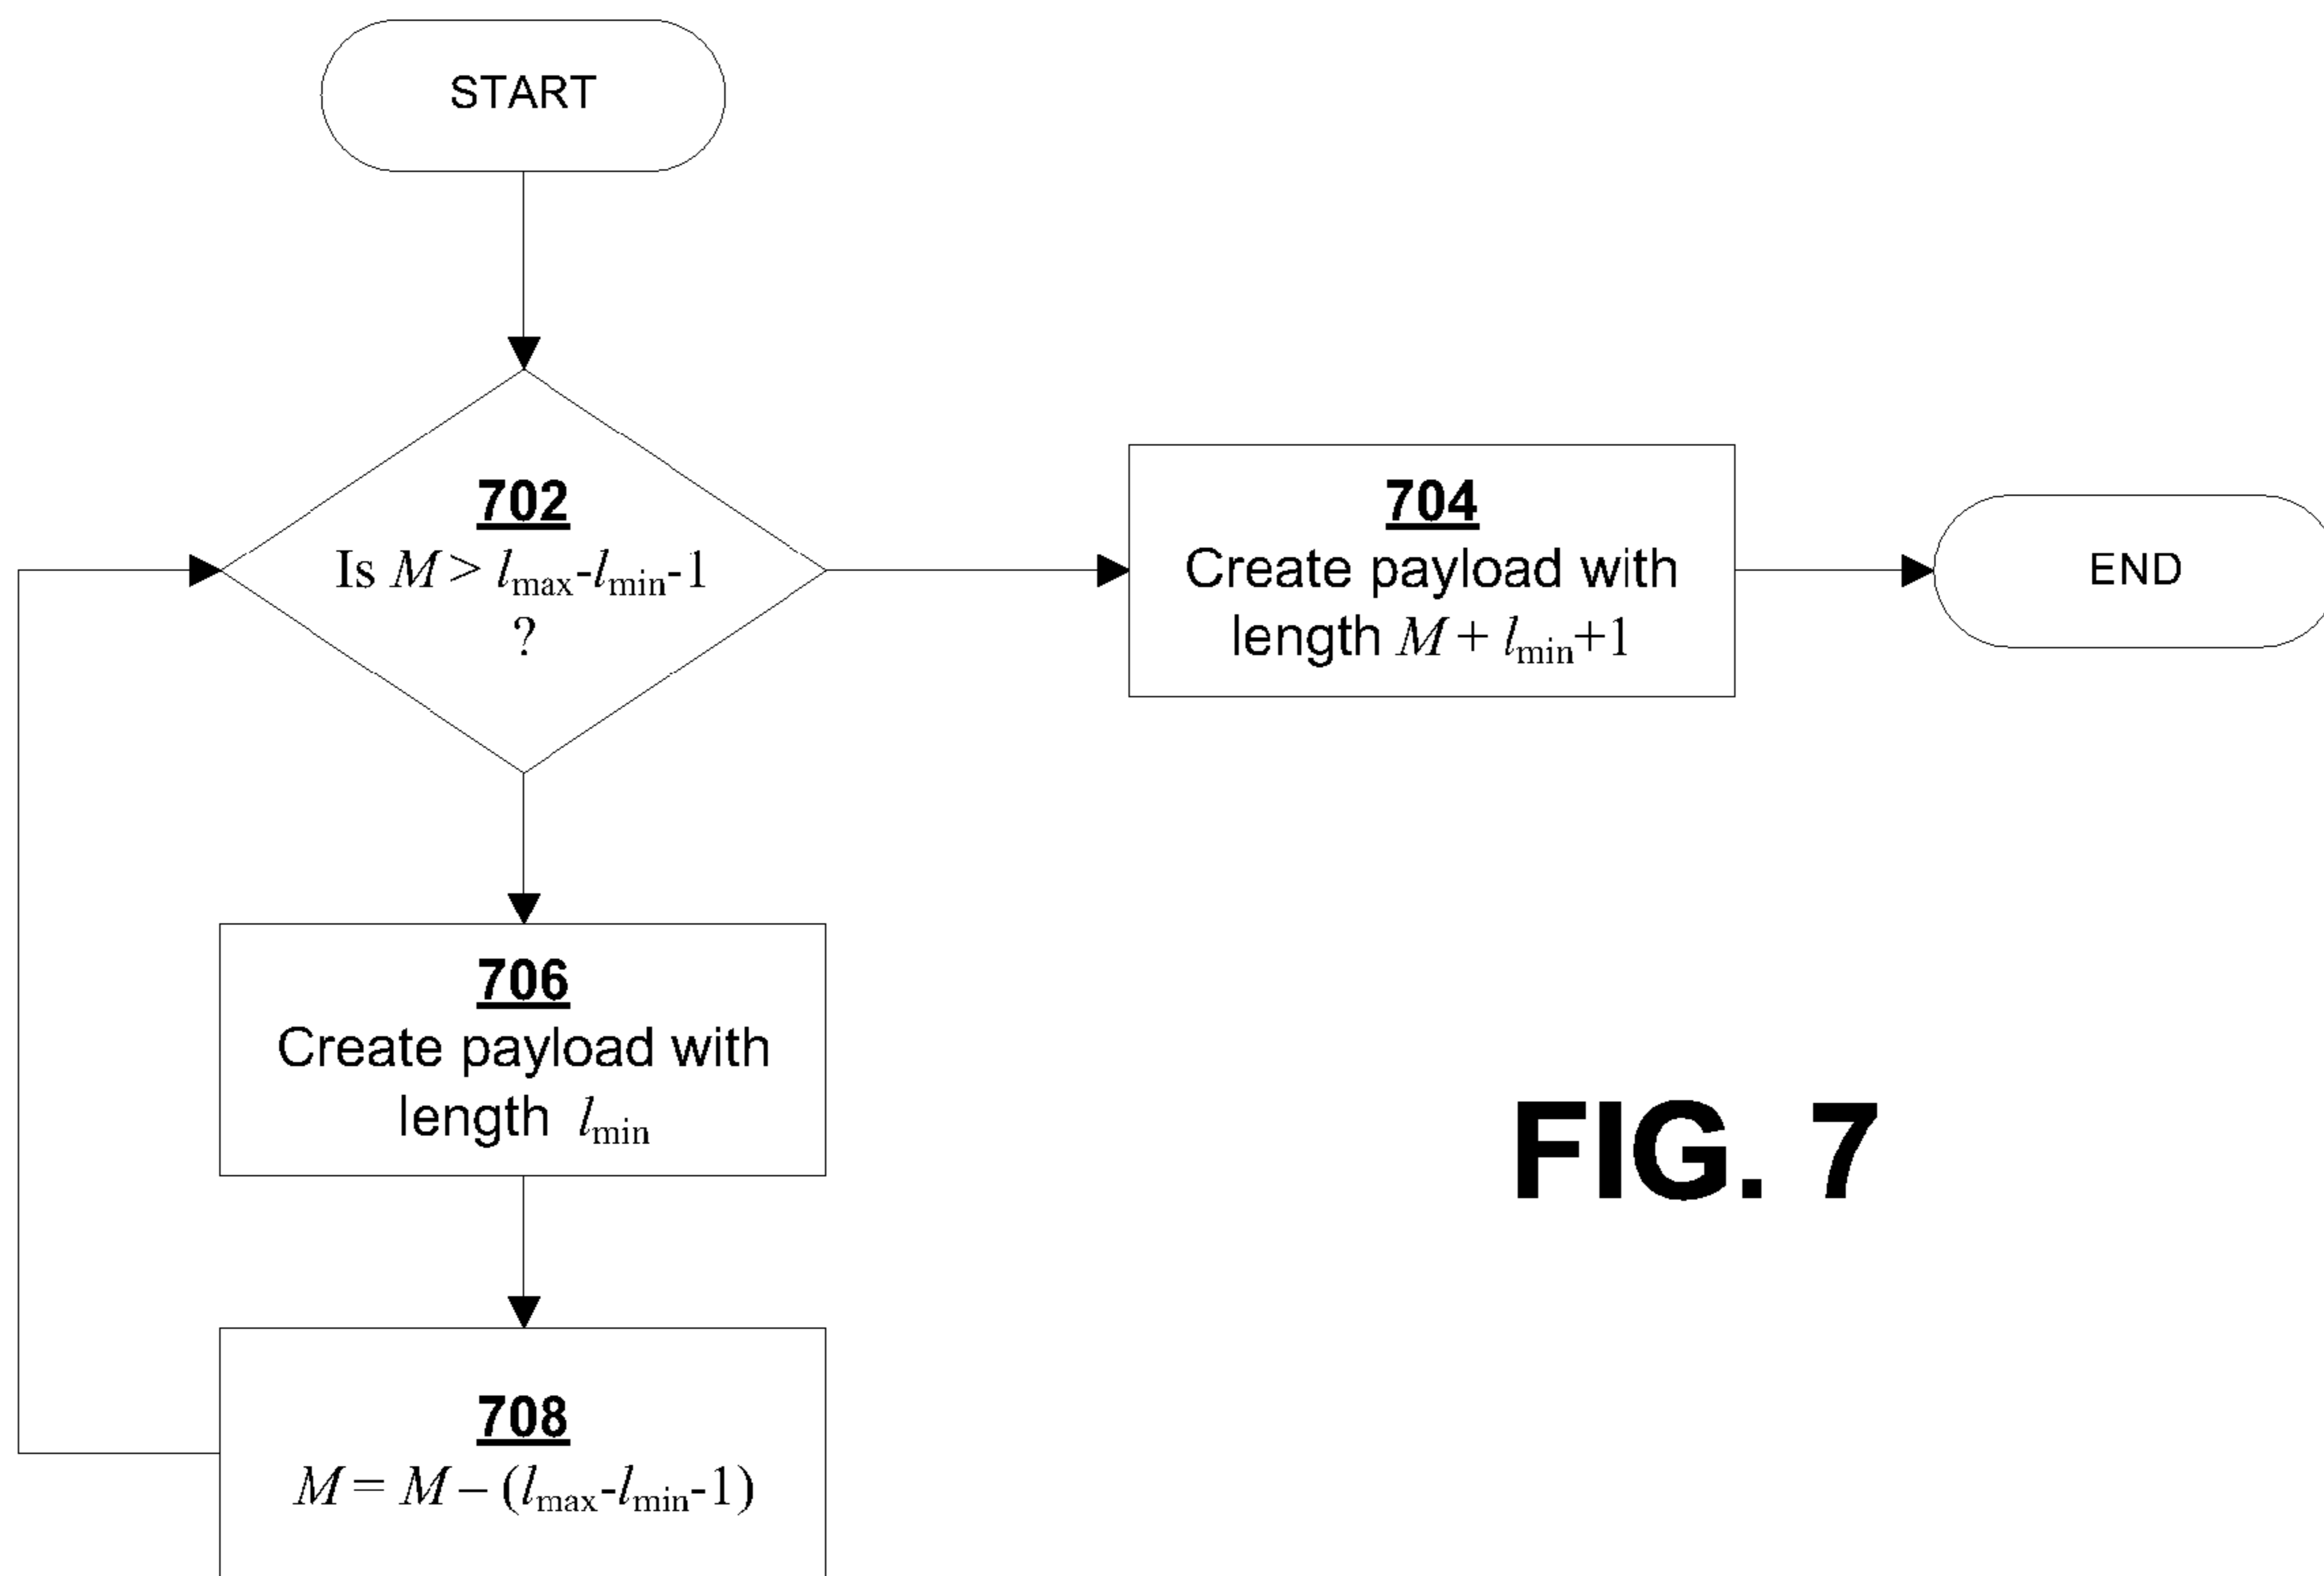 START
702
Is M > lmax-lmin-1
?
704
Create payload with
length M + lmin+1
END
706
Create payload with
length lmin
708
M = M – (lmax-lmin-1)
FIG. 7